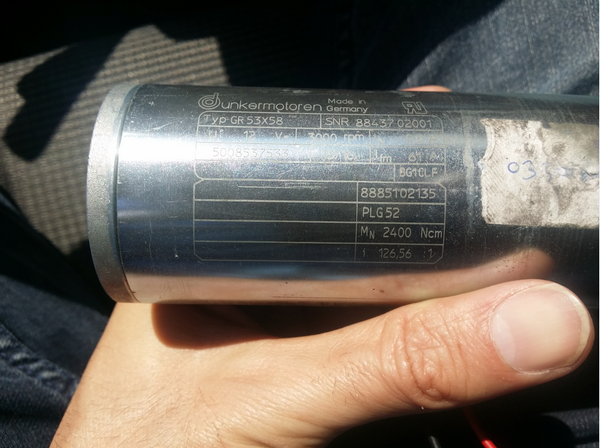 dunkermotoren Made in Germany
Typ GR 53X58 SNR 88437 02001
12 V= 3000 rpm
BG1CLF
8885102135
PLG 52
MN 2400 Ncm
i 126,56 :1
03